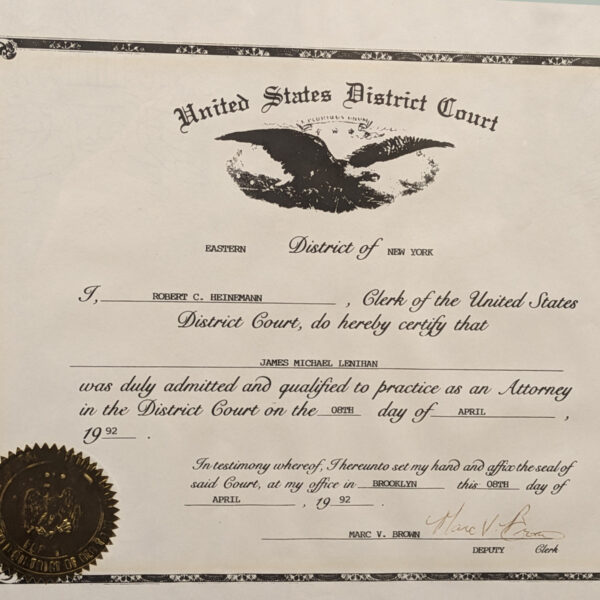 United States District Court
E PLURIBUS UNUM
EASTERN District of NEW YORK
I, ROBERT C. HEINEMANN, Clerk of the United States
District Court, do hereby certify that
JAMES MICHAEL LENIHAN
was duly admitted and qualified to practice as an Attorney
in the District Court on the 08TH day of APRIL,
19 92.
In testimony whereof, I hereunto set my hand and affix the seal of
said Court, at my office in BROOKLYN this 08TH day of
APRIL, 19 92.
MARC V. BROWN Marc V. Brown
DEPUTY Clerk